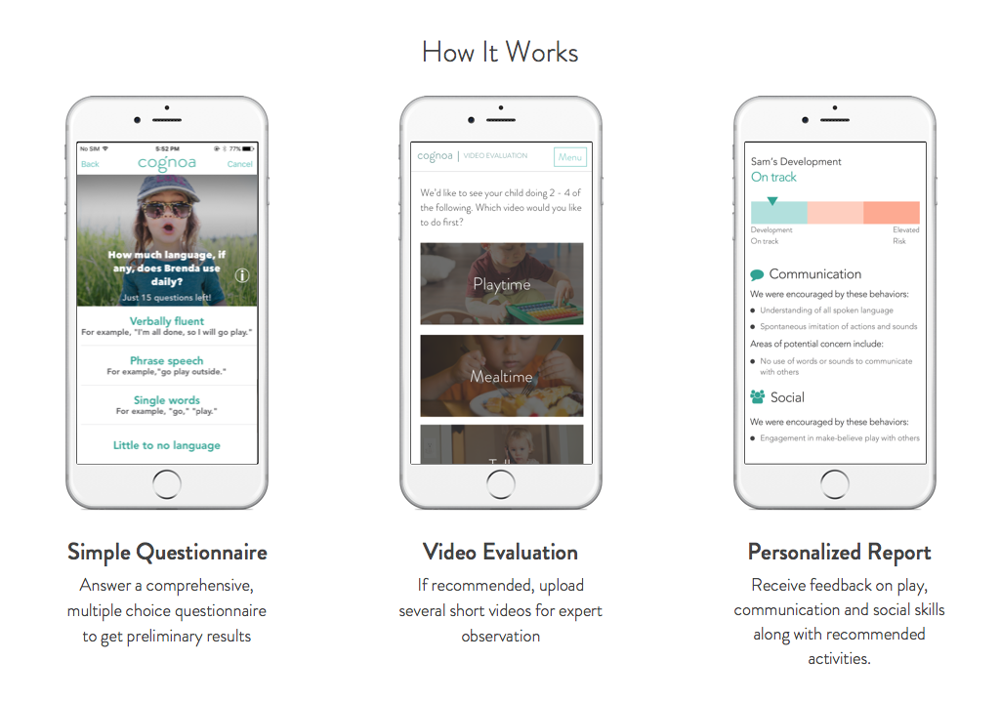 How It Works
No SIM
5:52 PM
77%
Back
cognoa
Cancel
How much language, if
any, does Brenda use
daily?
Just 15 questions left!
Verbally fluent
For example, "I'm all done, so I will go play."
Phrase speech
For example,"go play outside."
Single words
For example, "go," "play."
Little to no language
cognoa | VIDEO EVALUATION
Menu
We'd like to see your child doing 2 - 4 of
the following. Which video would you like
to do first?
Playtime
Mealtime
Sam's Development
On track
Development
On track
Elevated
Risk
Communication
We were encouraged by these behaviors:
Understanding of all spoken language
Spontaneous imitation of actions and sounds
Areas of potential concern include:
No use of words or sounds to communicate
with others
Social
We were encouraged by these behaviors:
Engagement in make-believe play with others
Simple Questionnaire
Answer a comprehensive,
multiple choice questionnaire
to get preliminary results
Video Evaluation
If recommended, upload
several short videos for expert
observation
Personalized Report
Receive feedback on play,
communication and social skills
along with recommended
activities.